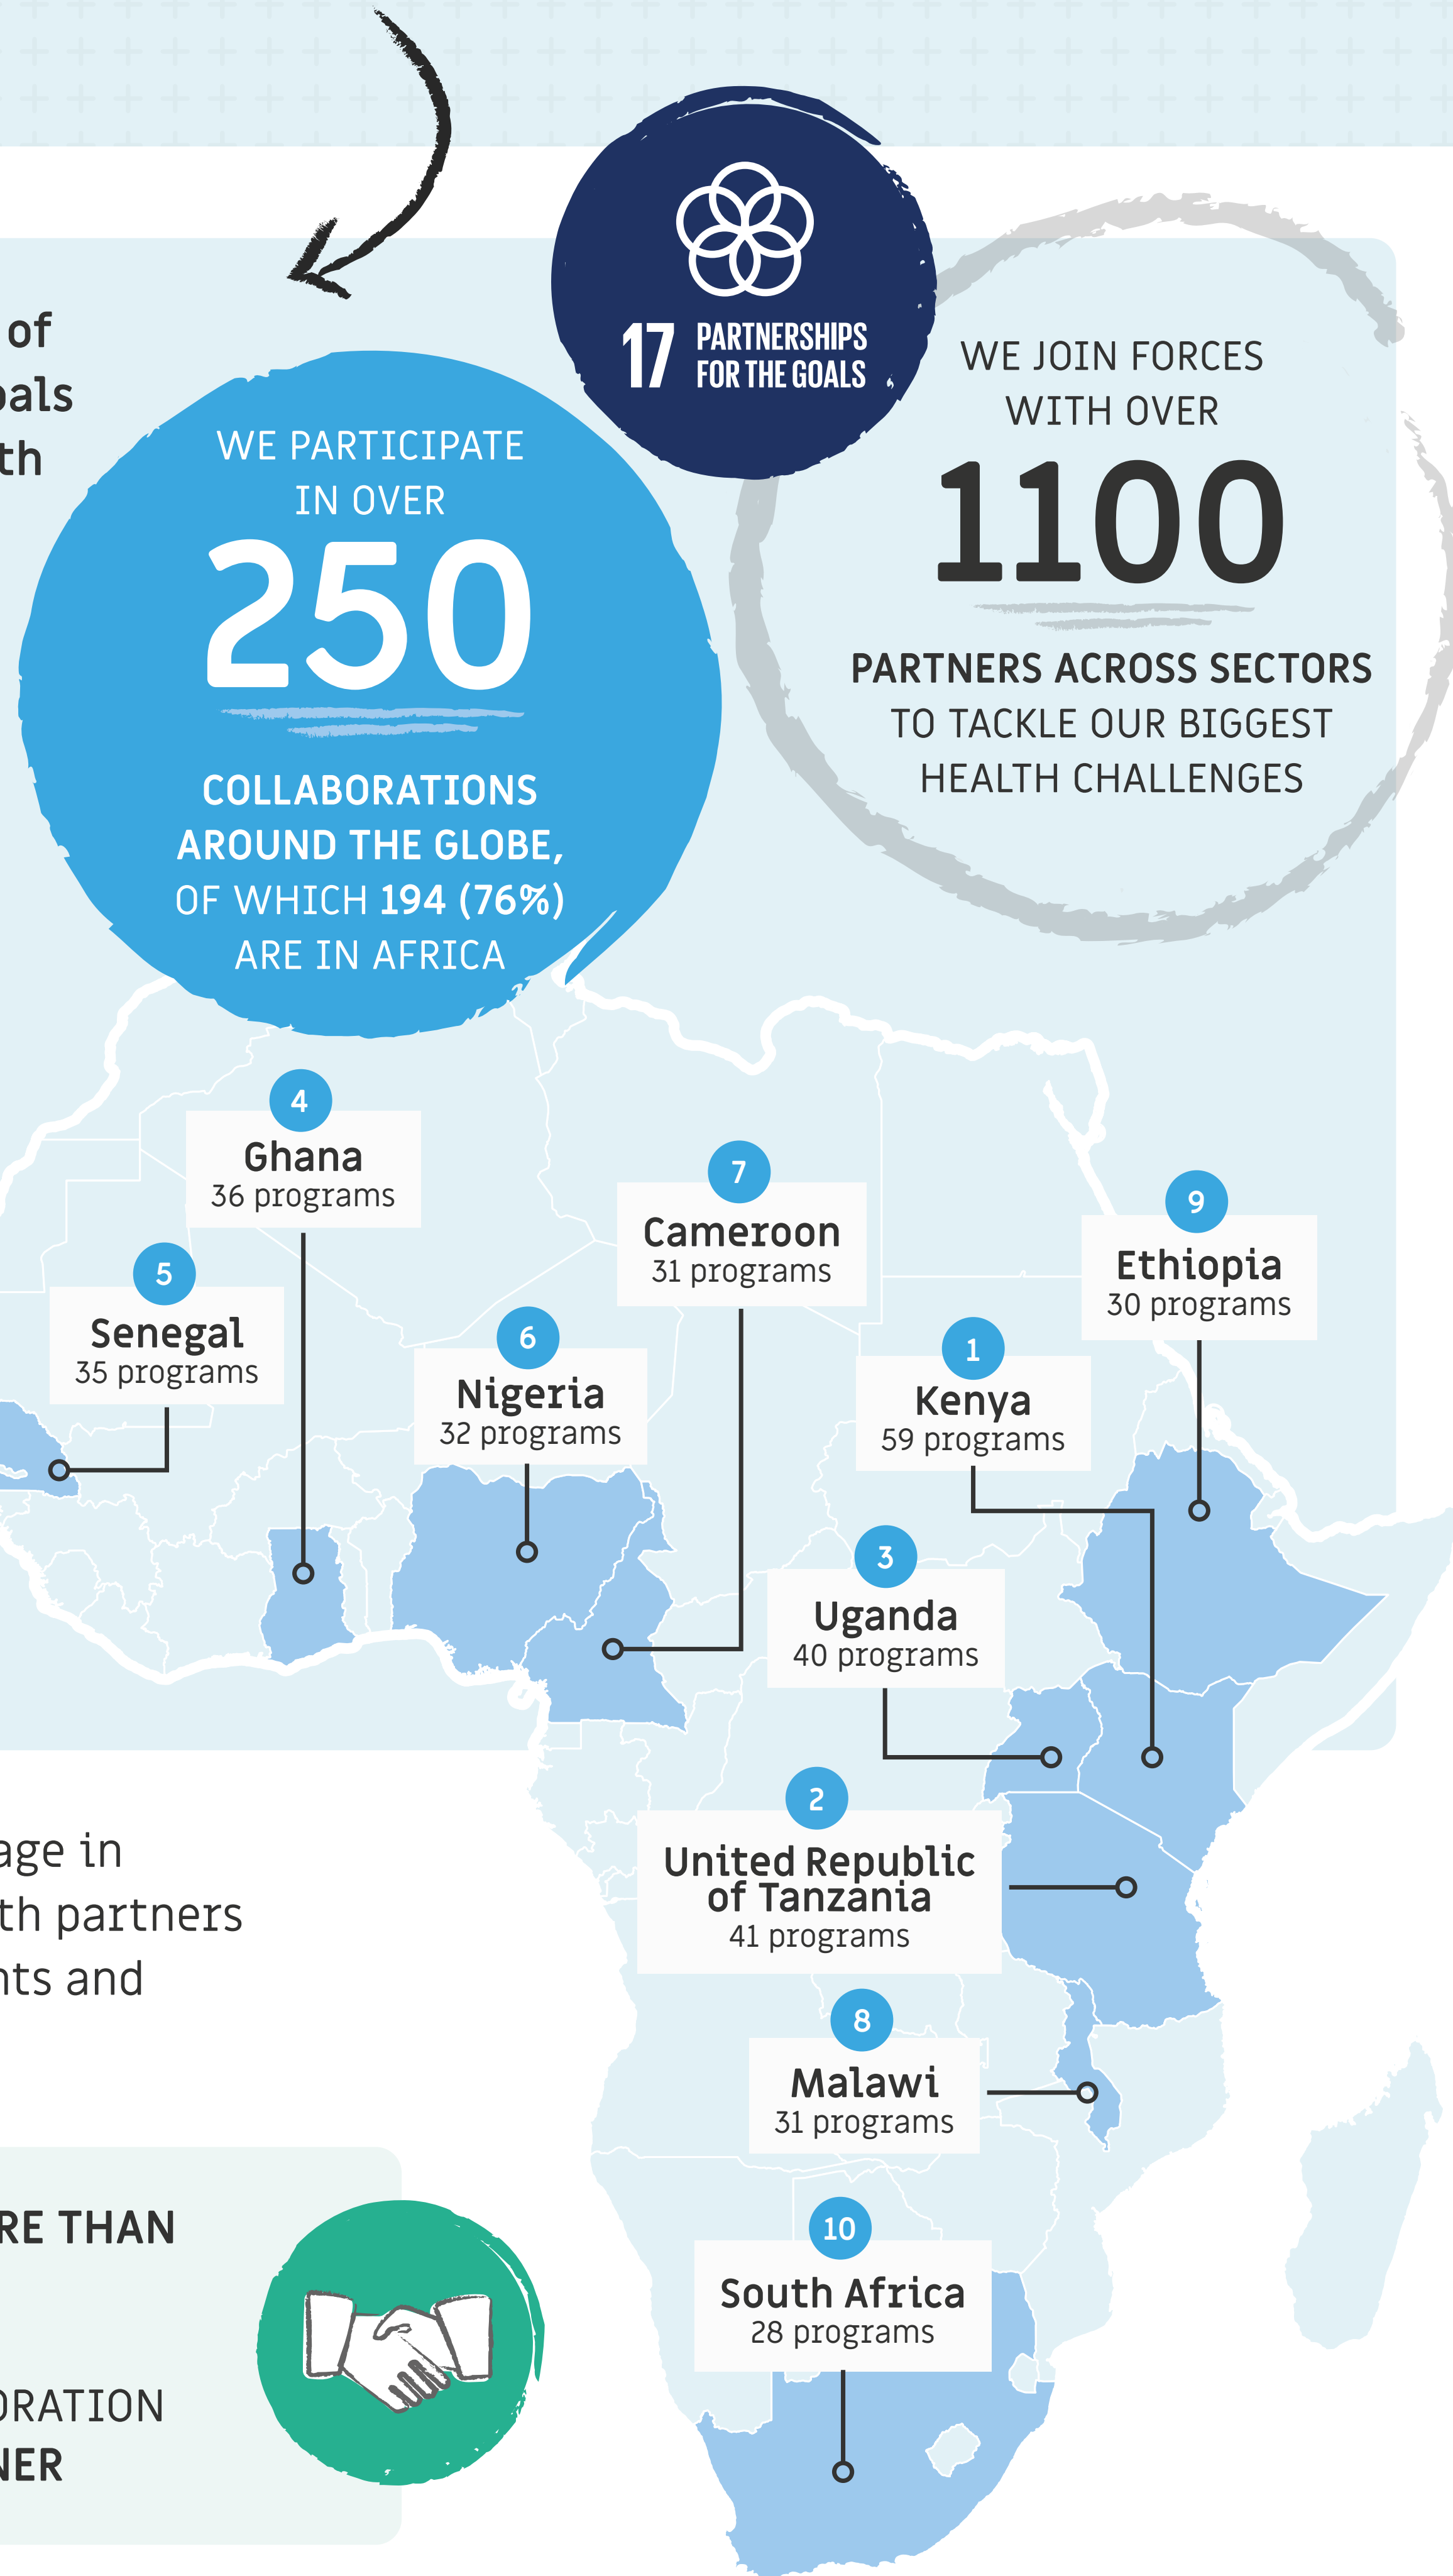 17 PARTNERSHIPS
FOR THE GOALS
of
th
WE PARTICIPATE
IN OVER
250
COLLABORATIONS
AROUND THE GLOBE,
OF WHICH 194 (76%)
ARE IN AFRICA
WE JOIN FORCES
WITH OVER
1100
PARTNERS ACROSS SECTORS
TO TACKLE OUR BIGGEST
HEALTH CHALLENGES
4
Ghana
36 programs
7
Cameroon
31 programs
9
Ethiopia
30 programs
5
Senegal
35 programs
6
Nigeria
32 programs
1
Kenya
59 programs
3
Uganda
40 programs
2
United Republic
of Tanzania
41 programs
8
Malawi
31 programs
10
South Africa
28 programs
age in
th partners
nts and
RE THAN
ORATION
NER